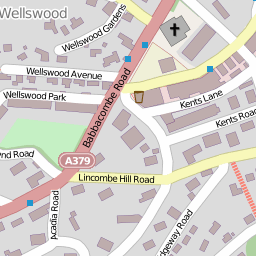 Wellswood
Wellswood Gardens
Wellswood Avenue
Babbacombe Road
Wellswood Park
Kents Lane
Kents Road
nd Road
A379
Lincombe Hill Road
Acadia Road
dgeway Road